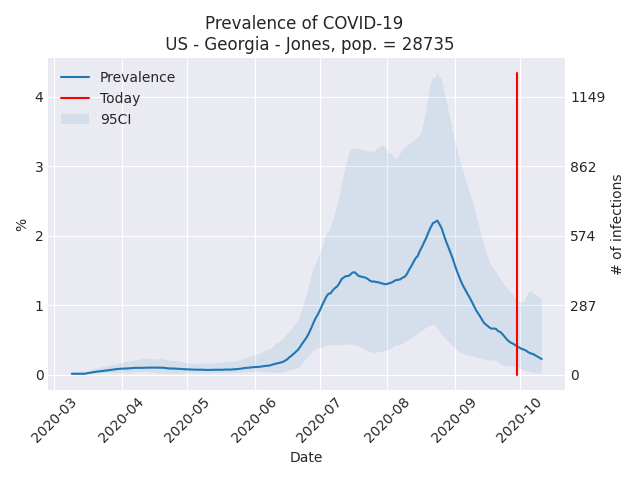 Prevalence of COVID-19
US - Georgia - Jones, pop. = 28735
Prevalence
Today
95CI
4
3
2
1
0
%
1149
862
574
287
0
# of infections
2020-03
2020-04
2020-05
2020-06
2020-07
2020-08
2020-09
2020-10
Date